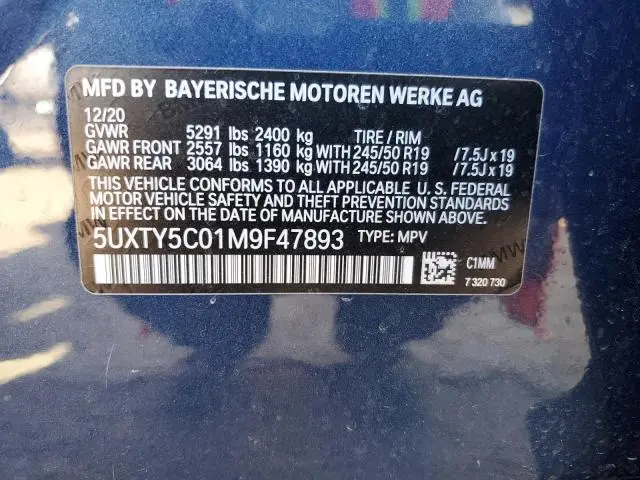 MFD BY BAYERISCHE MOTOREN WERKE AG
12/20
GVWR 5291 lbs 2400 kg TIRE / RIM
GAWR FRONT 2557 lbs 1160 kg WITH 245/50 R19 /7.5J x 19
GAWR REAR 3064 lbs 1390 kg WITH 245/50 R19 /7.5J x 19
THIS VEHICLE CONFORMS TO ALL APPLICABLE U. S. FEDERAL
MOTOR VEHICLE SAFETY AND THEFT PREVENTION STANDARDS
IN EFFECT ON THE DATE OF MANUFACTURE SHOWN ABOVE.
5UXTY5C01M9F47893 TYPE: MPV
C1MM
7 320 730